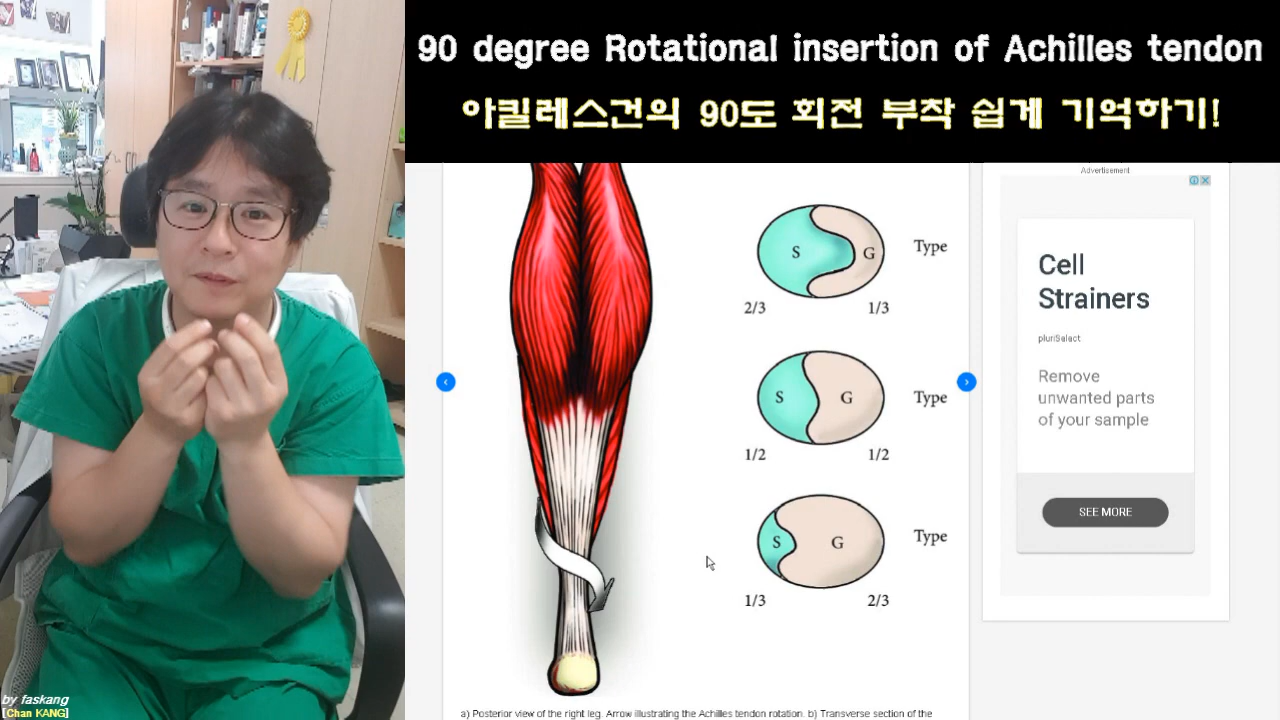 90 degree Rotational insertion of Achilles tendon
아킬레스건의 90도 회전 부착 쉽게 기억하기!
Advertisement
S
G
Type
2/3
1/3
S
G
Type
1/2
1/2
S
G
Type
1/3
2/3
Cell
Strainers
pluriSelect
Remove
unwanted parts
of your sample
SEE MORE
a) Posterior view of the right leg. Arrow illustrating the Achilles tendon rotation. b) Transverse section of the
by faskang
[Chan KANG]